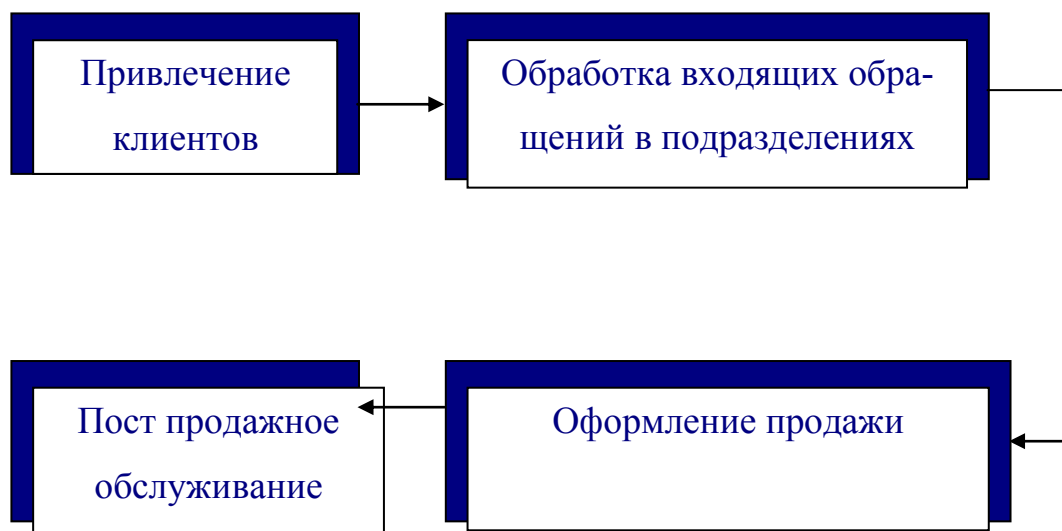 Привлечение
клиентов
Обработка входящих обра-
щений в подразделениях
Оформление продажи
Пост продажное
обслуживание